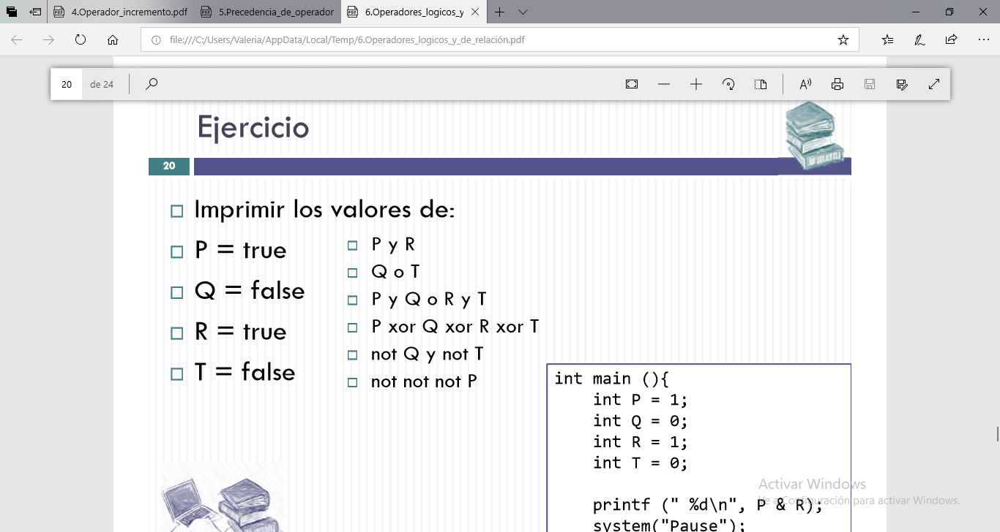 4.Operador_incremento.pdf
5.Precedencia_de_operador
6.Operadores_logicos_y
file:///C:/Users/Valeria/AppData/Local/Temp/6.Operadores_logicos_y_de_relación.pdf
20 de 24
Ejercicio
20
Imprimir los valores de:
P = true
Q = false
R = true
T = false
P y R
Q o T
P y Q o R y T
P xor Q xor R xor T
not Q y not T
not not not P
int main (){
int P = 1;
int Q = 0;
int R = 1;
int T = 0;
printf (" %d\n", P & R);
system("Pause");
Activar Windows
Ve a Configuración para activar Windows.